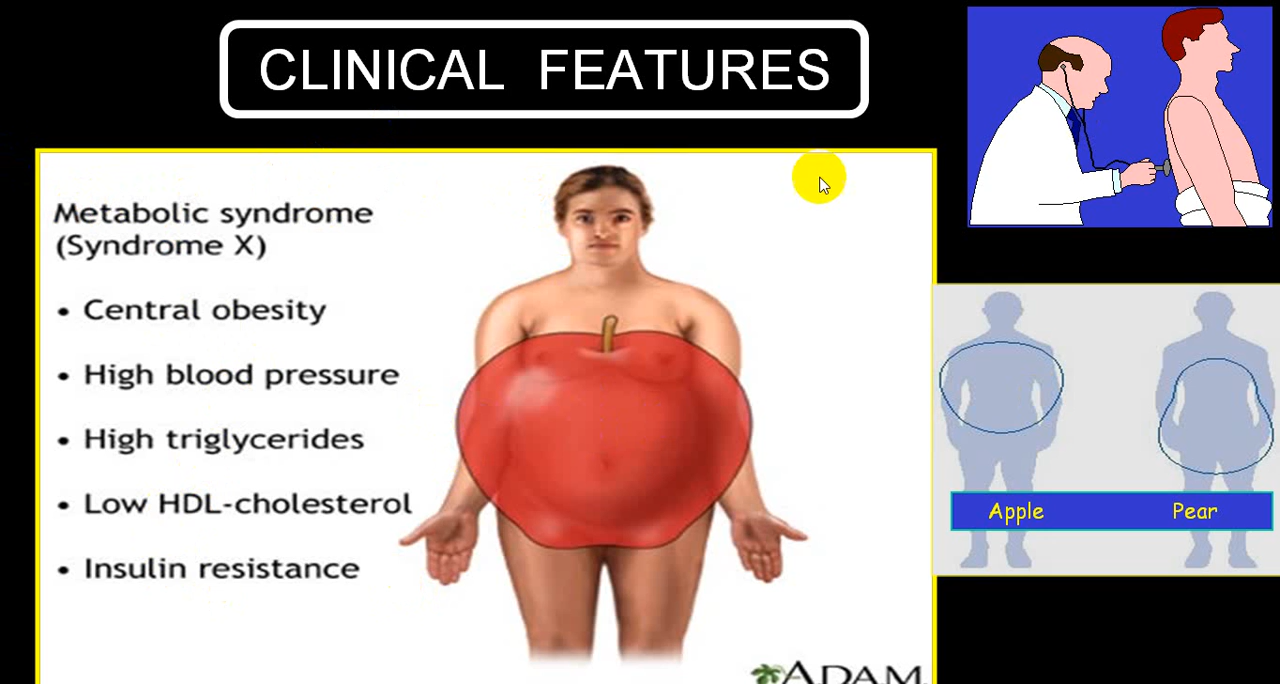 CLINICAL FEATURES
Metabolic syndrome
(Syndrome X)
• Central obesity
• High blood pressure
• High triglycerides
• Low HDL-cholesterol
• Insulin resistance
Apple Pear
ADAM